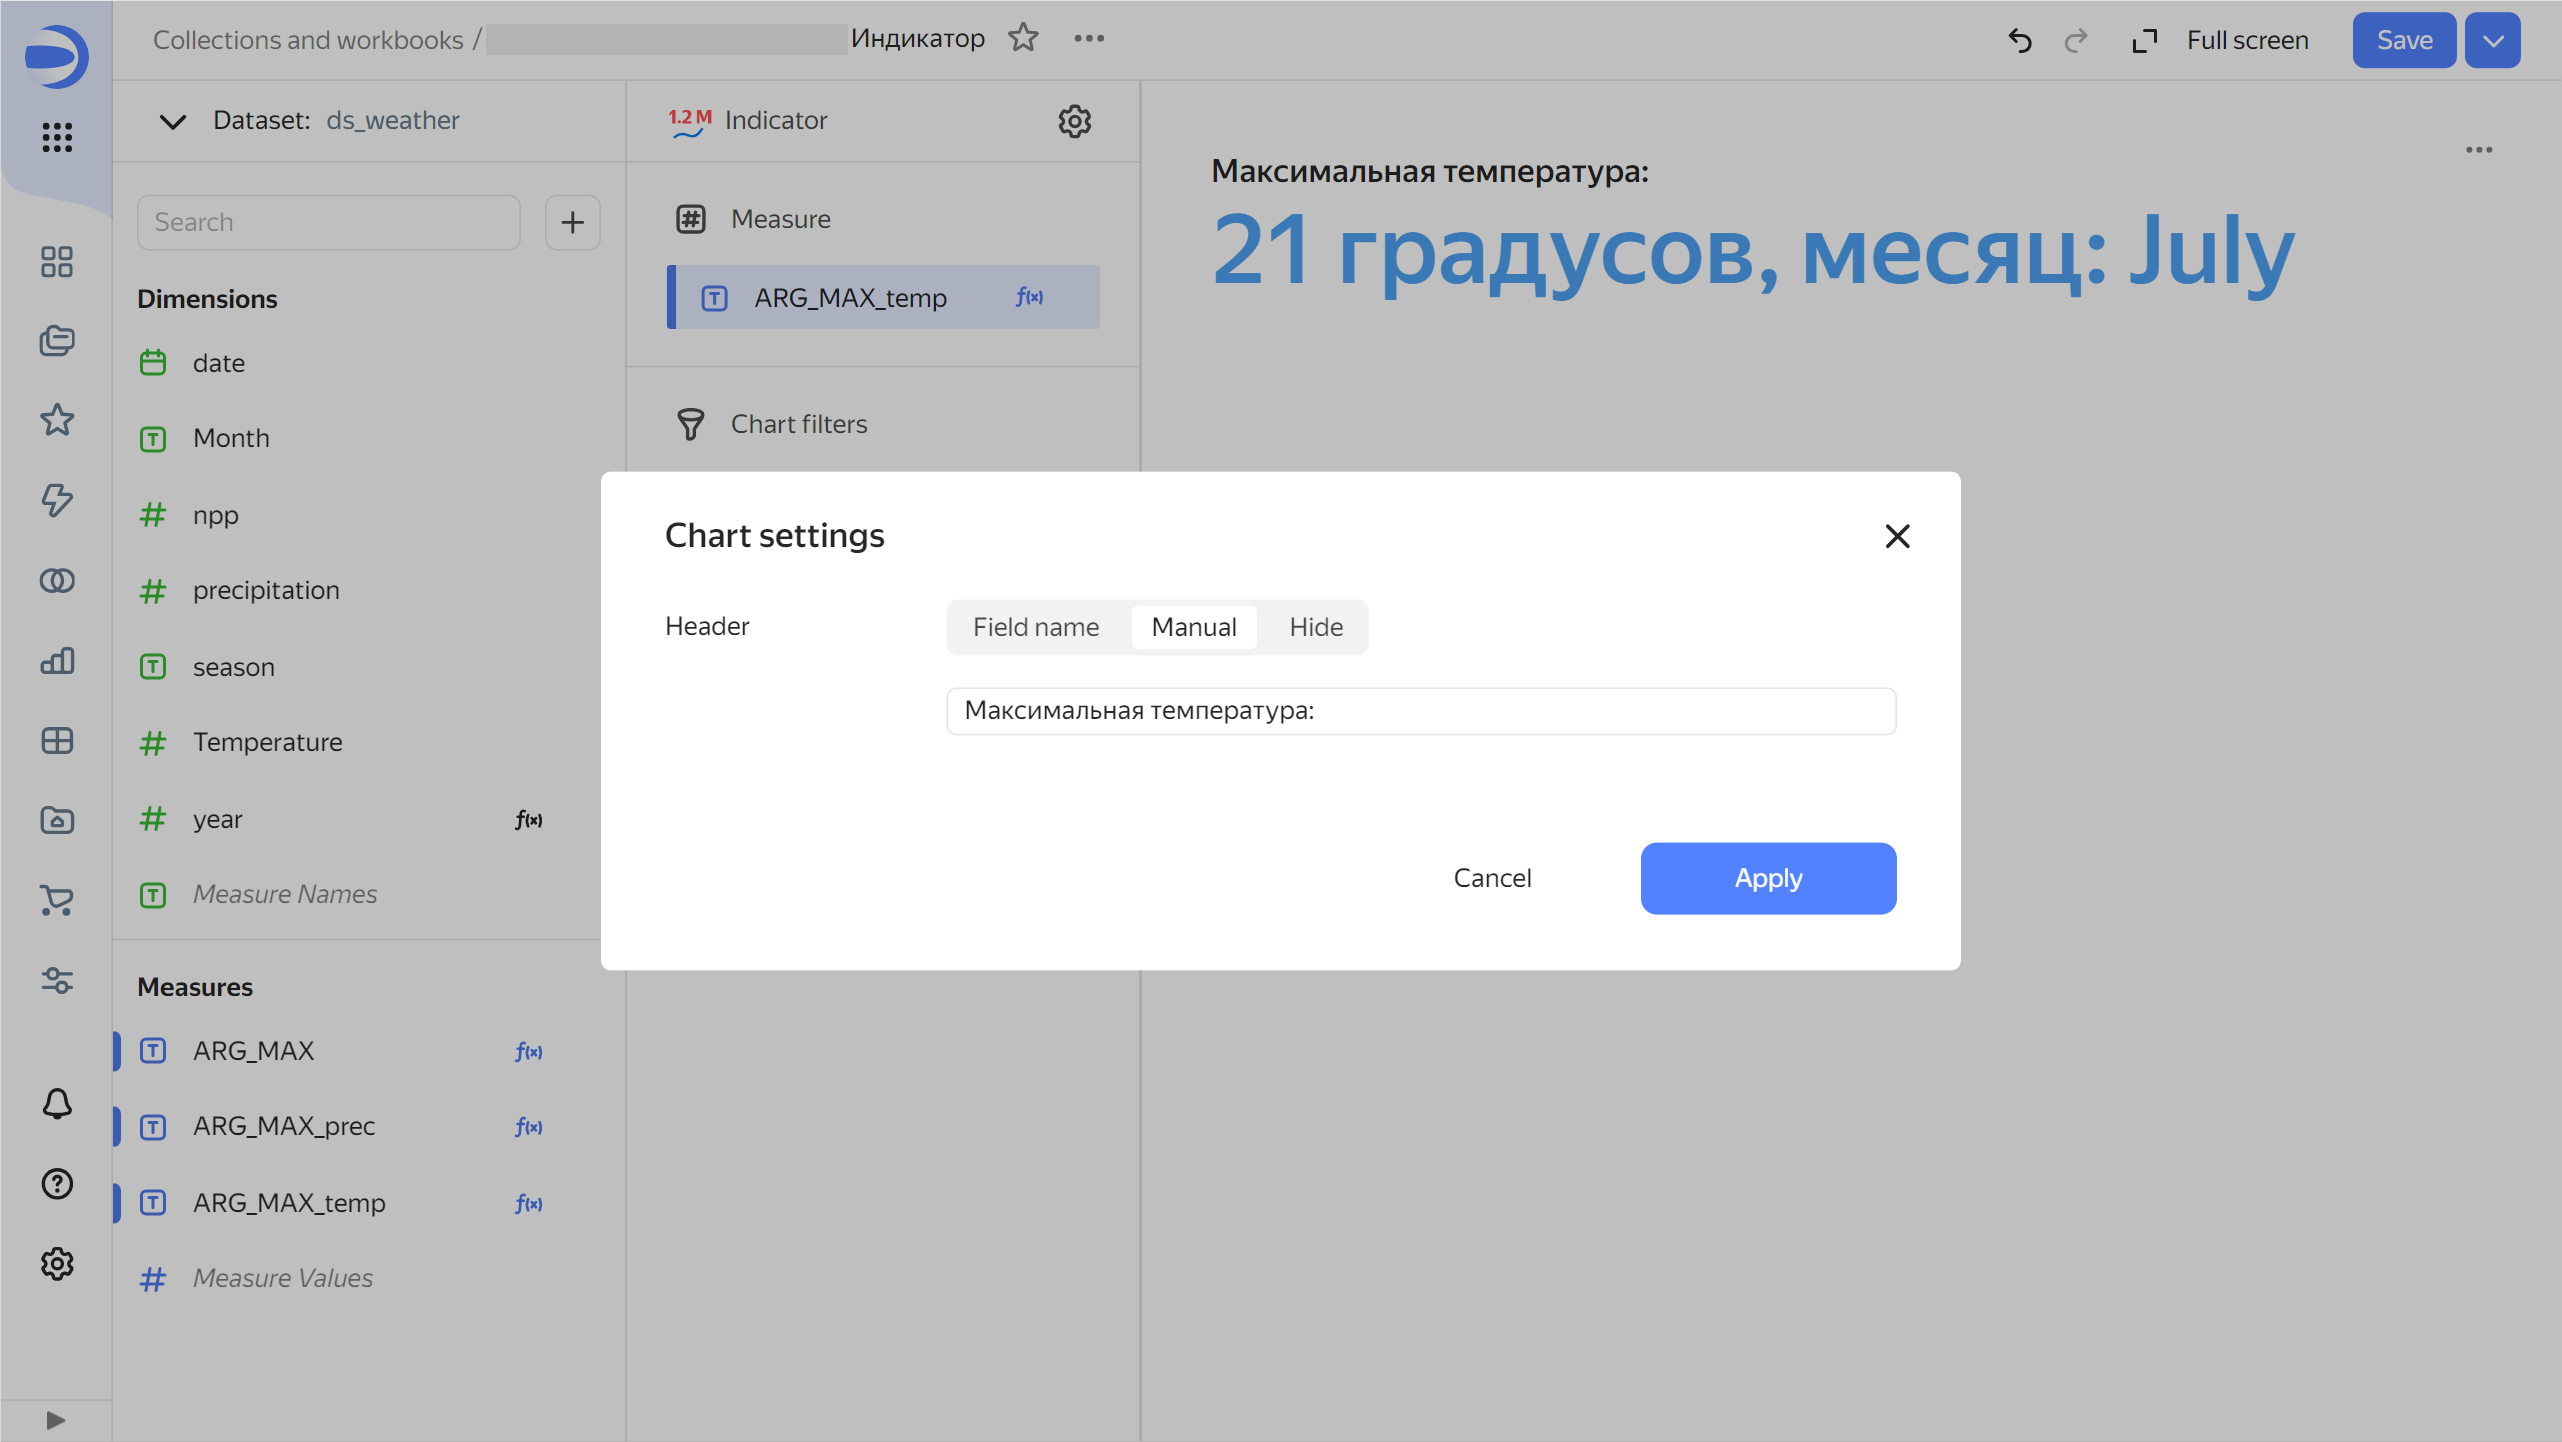 Collections and workbooks / Индикатор
Full screen
Save
Dataset: ds_weather
Search
Dimensions
date
Month
npp
precipitation
season
Temperature
year f(x)
Measure Names
Measures
ARG_MAX f(x)
ARG_MAX_prec f(x)
ARG_MAX_temp f(x)
Measure Values
1.2 M Indicator
Measure
ARG_MAX_temp f(x)
Chart filters
Максимальная температура:
21 градусов, месяц: July
Chart settings
Header
Field name Manual Hide
Максимальная температура:
Cancel
Apply